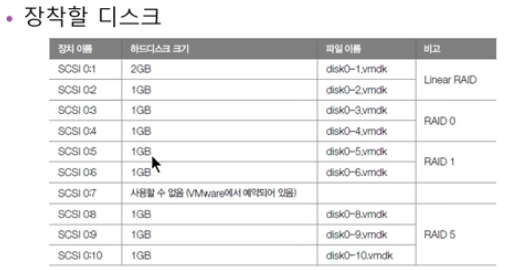 • 장착할 디스크
장치 이름 하드디스크 크기 파일 이름 비고
SCSI 0:1 2GB disk0-1.vmdk Linear RAID
SCSI 0:2 1GB disk0-2.vmdk
SCSI 0:3 1GB disk0-3.vmdk RAID 0
SCSI 0:4 1GB disk0-4.vmdk
SCSI 0:5 1GB disk0-5.vmdk RAID 1
SCSI 0:6 1GB disk0-6.vmdk
SCSI 0:7 사용할 수 없음 (VMware에서 예약되어 있음)
SCSI 0:8 1GB disk0-8.vmdk RAID 5
SCSI 0:9 1GB disk0-9.vmdk
SCSI 0:10 1GB disk0-10.vmdk